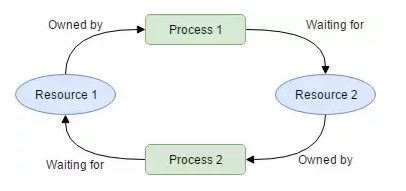 Owned by
Process 1
Waiting for
Resource 1
Resource 2
Waiting for
Process 2
Owned by